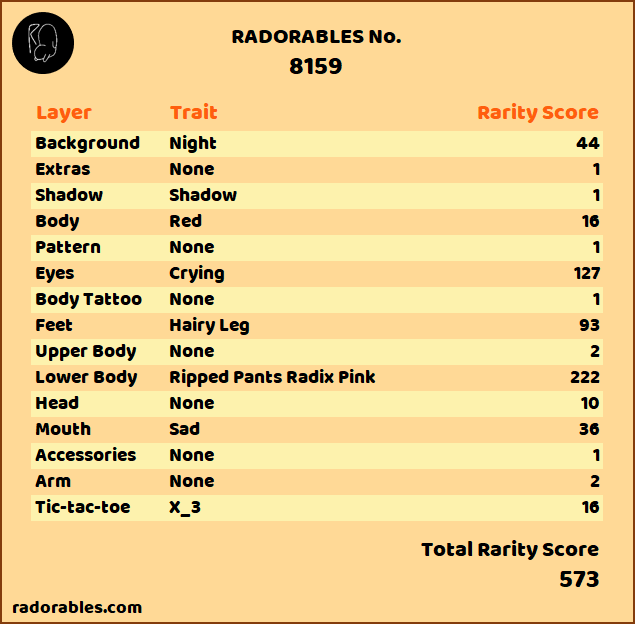 RADORABLES No.
8159
Layer Trait Rarity Score
Background Night 44
Extras None 1
Shadow Shadow 1
Body Red 16
Pattern None 1
Eyes Crying 127
Body Tattoo None 1
Feet Hairy Leg 93
Upper Body None 2
Lower Body Ripped Pants Radix Pink 222
Head None 10
Mouth Sad 36
Accessories None 1
Arm None 2
Tic-tac-toe X_3 16
Total Rarity Score
573
radorables.com